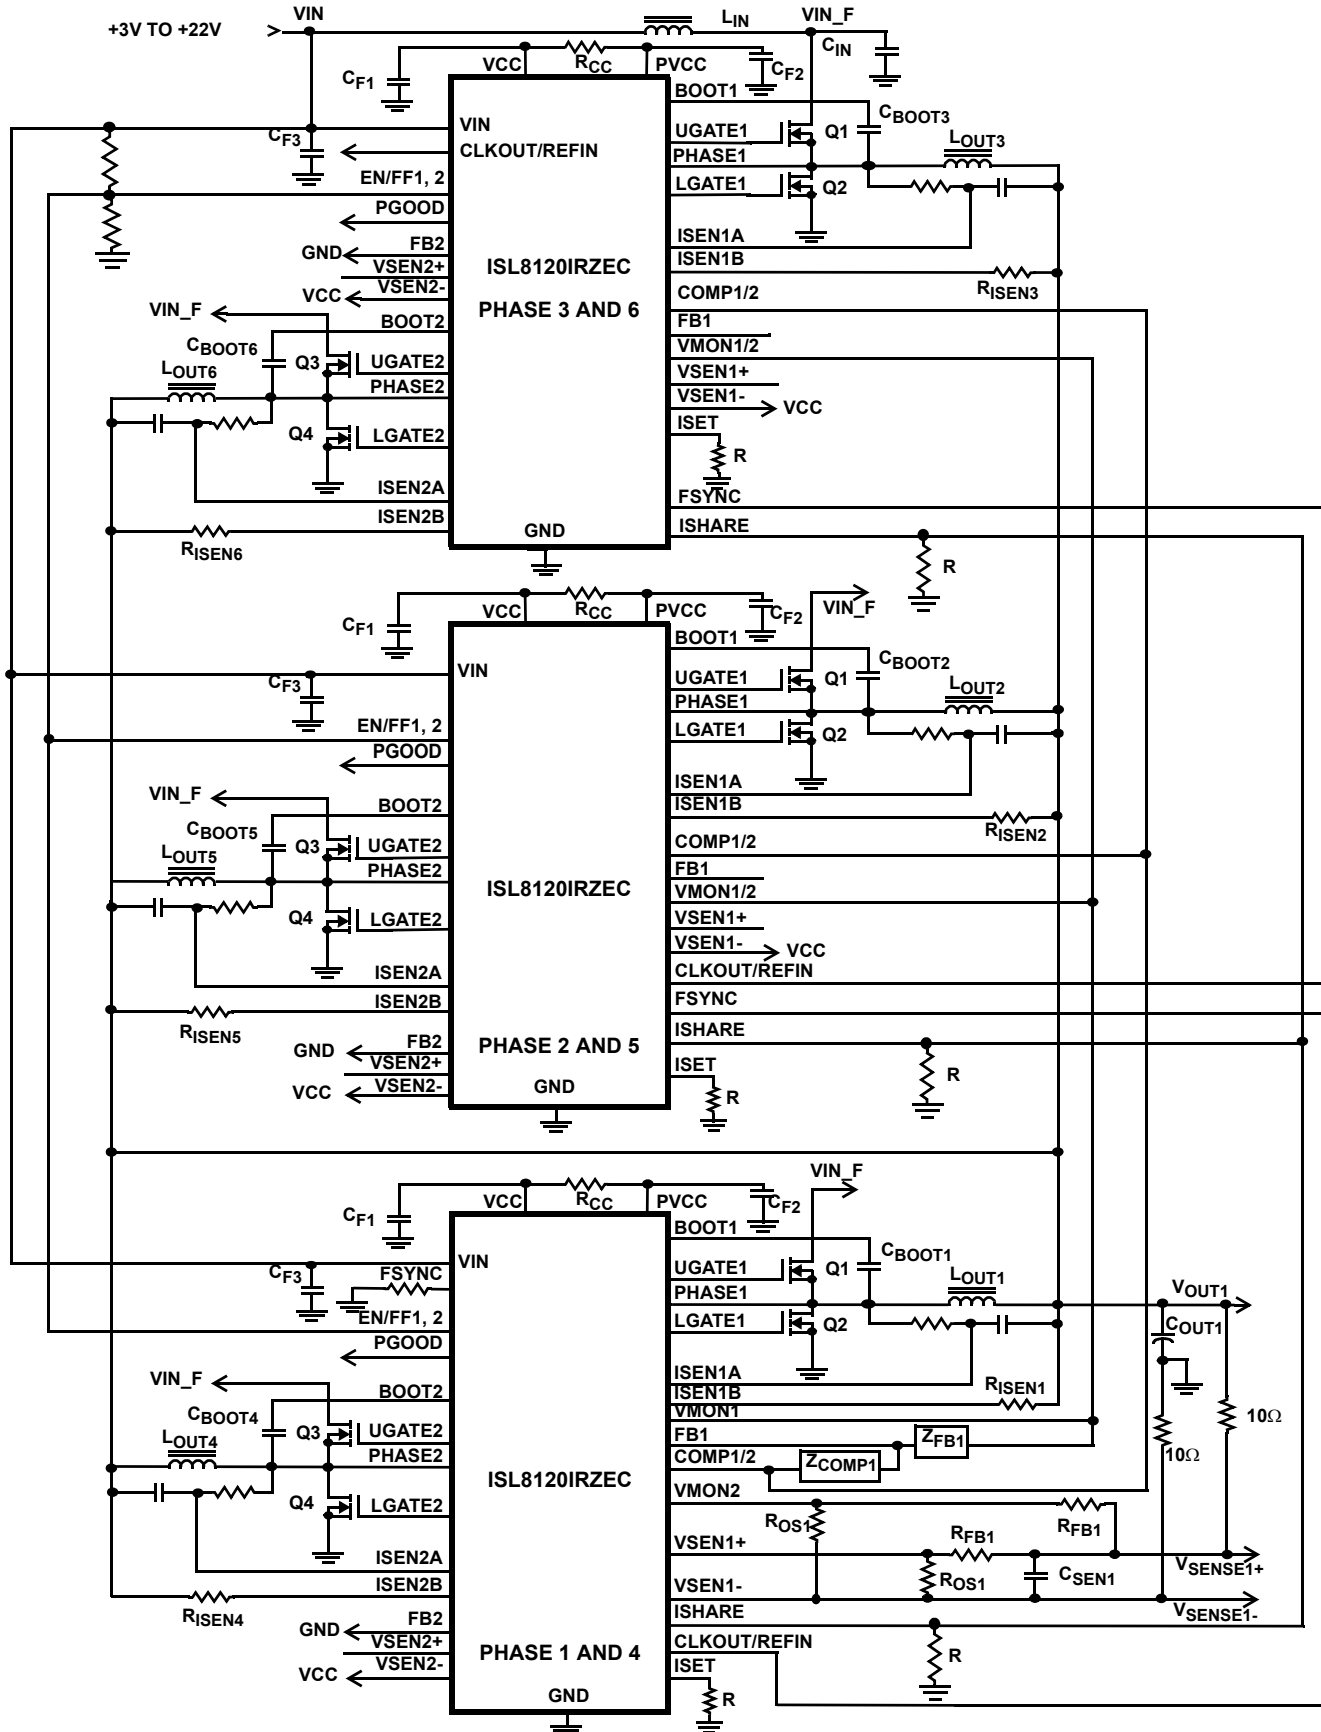 +3V TO +22V
VIN
LIN
VIN_F
CIN
CF1
VCC
RCC
PVCC
CF2
BOOT1
CBOOT3
VIN
CF3
CLKOUT/REFIN
UGATE1
Q1
PHASE1
LOUT3
LGATE1
Q2
EN/FF1, 2
PGOOD
ISEN1A
GND
FB2
VSEN2+
VCC
VSEN2-
ISL8120IRZEC
ISEN1B
RISEN3
PHASE 3 AND 6
COMP1/2
FB1
VIN_F
BOOT2
CBOOT6
Q3
UGATE2
LOUT6
PHASE2
VMON1/2
VSEN1+
VSEN1-
VCC
ISET
R
Q4
LGATE2
ISEN2A
ISEN2B
RISEN6
FSYNC
ISHARE
R
GND
CF1
VCC
RCC
PVCC
CF2
VIN_F
BOOT1
CBOOT2
VIN
CF3
UGATE1
Q1
PHASE1
LOUT2
LGATE1
Q2
EN/FF1, 2
PGOOD
ISEN1A
ISEN1B
RISEN2
VIN_F
BOOT2
CBOOT5
Q3
UGATE2
LOUT5
PHASE2
ISL8120IRZEC
COMP1/2
FB1
VMON1/2
VSEN1+
VSEN1-
VCC
Q4
LGATE2
ISEN2A
ISEN2B
RISEN5
CLKOUT/REFIN
FSYNC
ISHARE
R
GND
FB2
VSEN2+
VCC
VSEN2-
PHASE 2 AND 5
ISET
R
GND
CF1
VCC
RCC
PVCC
CF2
VIN_F
BOOT1
CBOOT1
VIN
CF3
FSYNC
UGATE1
Q1
PHASE1
LOUT1
VOUT1
LGATE1
Q2
COUT1
EN/FF1, 2
PGOOD
ISEN1A
ISEN1B
RISEN1
VMON1
10Ω
10Ω
VIN_F
BOOT2
CBOOT4
Q3
UGATE2
LOUT4
PHASE2
ISL8120IRZEC
FB1
ZFB1
COMP1/2
ZCOMP1
VMON2
ROS1
RFB1
Q4
LGATE2
VSEN1+
RFB1
VSENSE1+
ISEN2A
ISEN2B
RISEN4
VSEN1-
ROS1
CSEN1
VSENSE1-
ISHARE
R
GND
FB2
VSEN2+
VCC
VSEN2-
PHASE 1 AND 4
CLKOUT/REFIN
ISET
R
GND